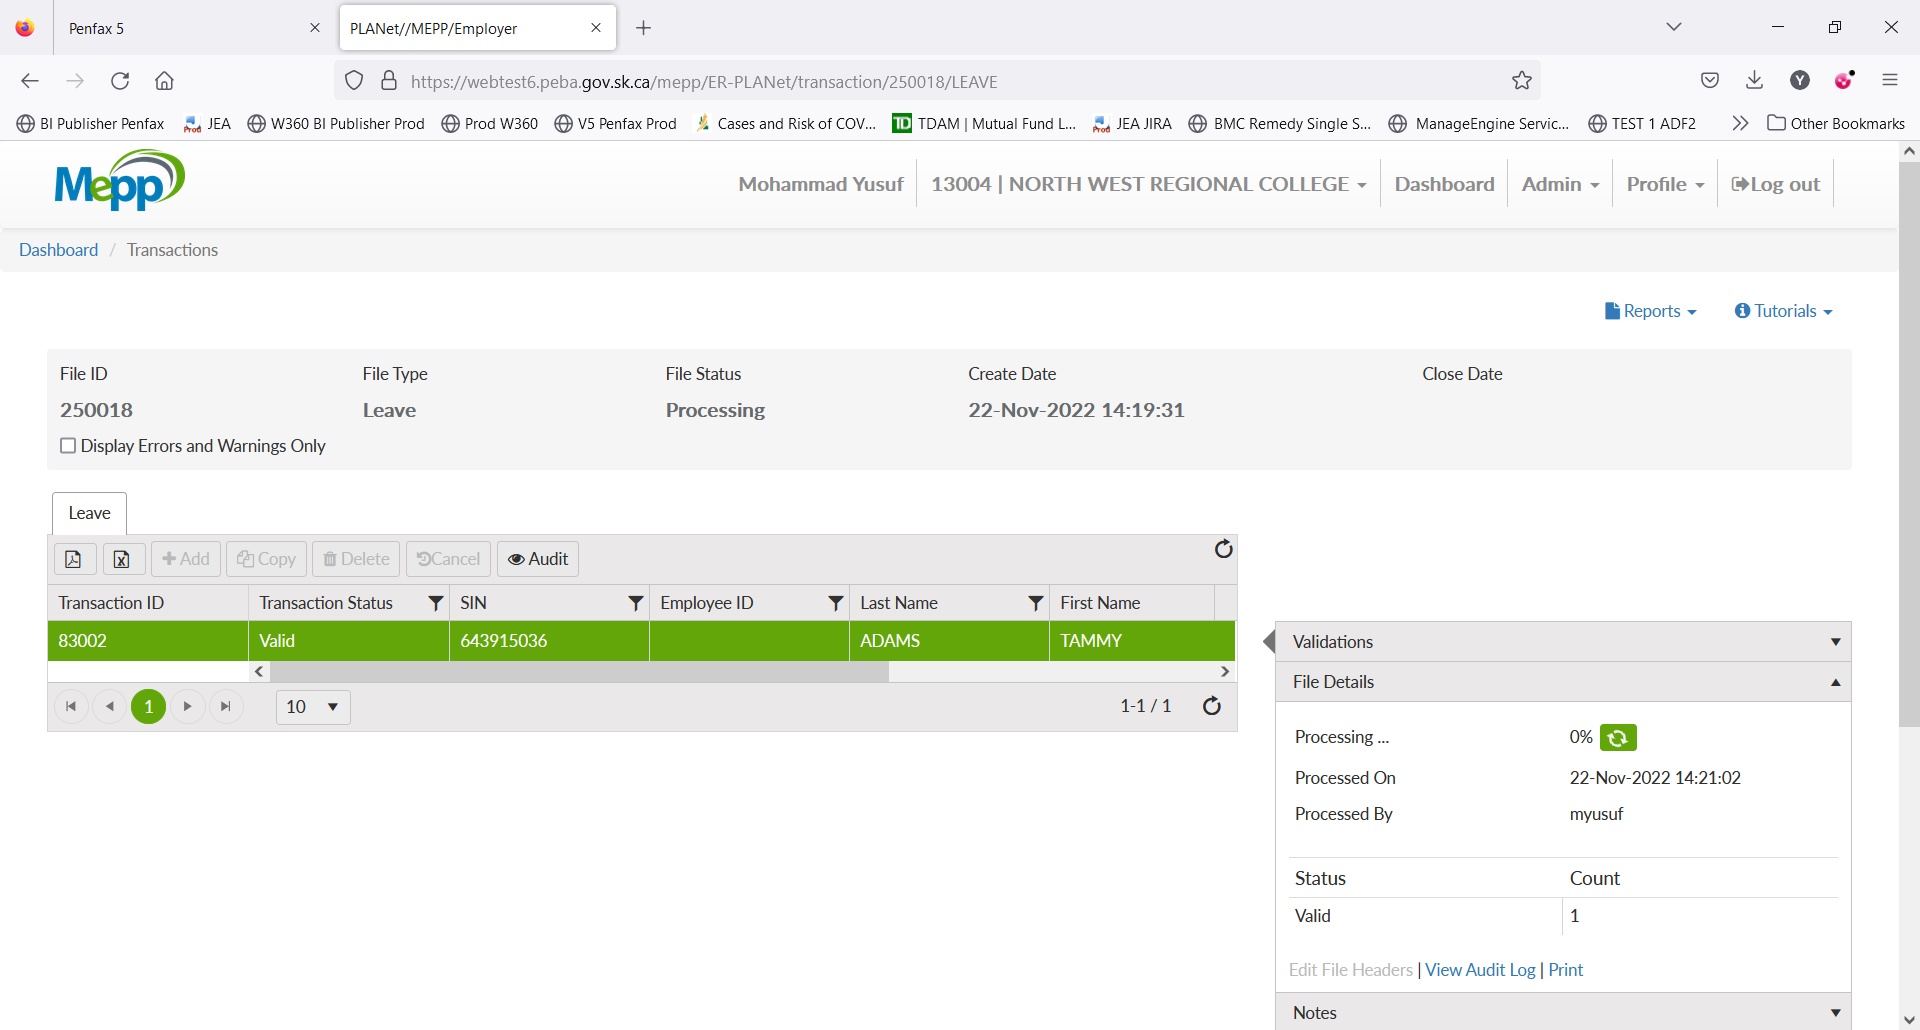 Penfax 5
PLANet//MEPP/Employer
https://webtest6.peba.gov.sk.ca/mepp/ER-PLANet/transaction/250018/LEAVE
BI Publisher Penfax JEA W360 BI Publisher Prod Prod W360 V5 Penfax Prod Cases and Risk of COV... TDAM | Mutual Fund L... JEA JIRA BMC Remedy Single S... ManageEngine Servic... TEST 1 ADF2 Other Bookmarks
Mepp
Mohammad Yusuf 13004 | NORTH WEST REGIONAL COLLEGE Dashboard Admin Profile Log out
Dashboard / Transactions
Reports Tutorials
File ID File Type File Status Create Date Close Date
250018 Leave Processing 22-Nov-2022 14:19:31
Display Errors and Warnings Only
Leave
Add Copy Delete Cancel Audit
Transaction ID Transaction Status SIN Employee ID Last Name First Name
83002 Valid 643915036 ADAMS TAMMY
1 10 1-1 / 1
Validations
File Details
Processing ... 0%
Processed On 22-Nov-2022 14:21:02
Processed By myusuf
Status Count
Valid 1
Edit File Headers | View Audit Log | Print
Notes